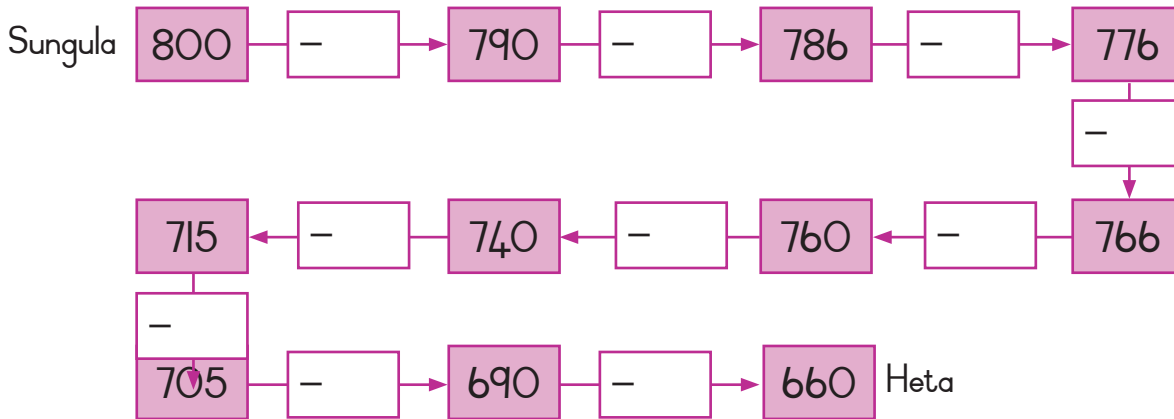 Sungula 800 – 790 – 786 – 776
–
715 – 740 – 760 – 766
–
705 – 690 – 660 Heta